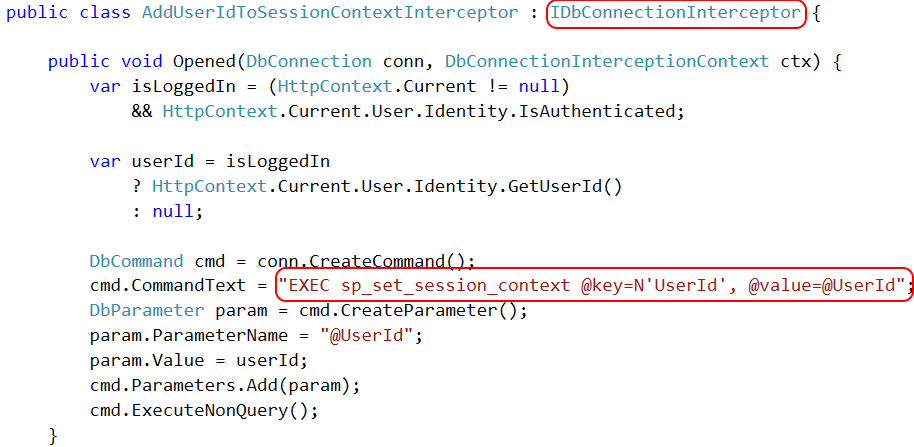 public class AddUserIdToSessionContextInterceptor : IDbConnectionInterceptor {
public void Opened(DbConnection conn, DbConnectionInterceptionContext ctx) {
var isLoggedIn = (HttpContext.Current != null)
&& HttpContext.Current.User.Identity.IsAuthenticated;
var userId = isLoggedIn
? HttpContext.Current.User.Identity.GetUserId()
: null;
DbCommand cmd = conn.CreateCommand();
cmd.CommandText = "EXEC sp_set_session_context @key=N'UserId', @value=@UserId";
DbParameter param = cmd.CreateParameter();
param.ParameterName = "@UserId";
param.Value = userId;
cmd.Parameters.Add(param);
cmd.ExecuteNonQuery();
}